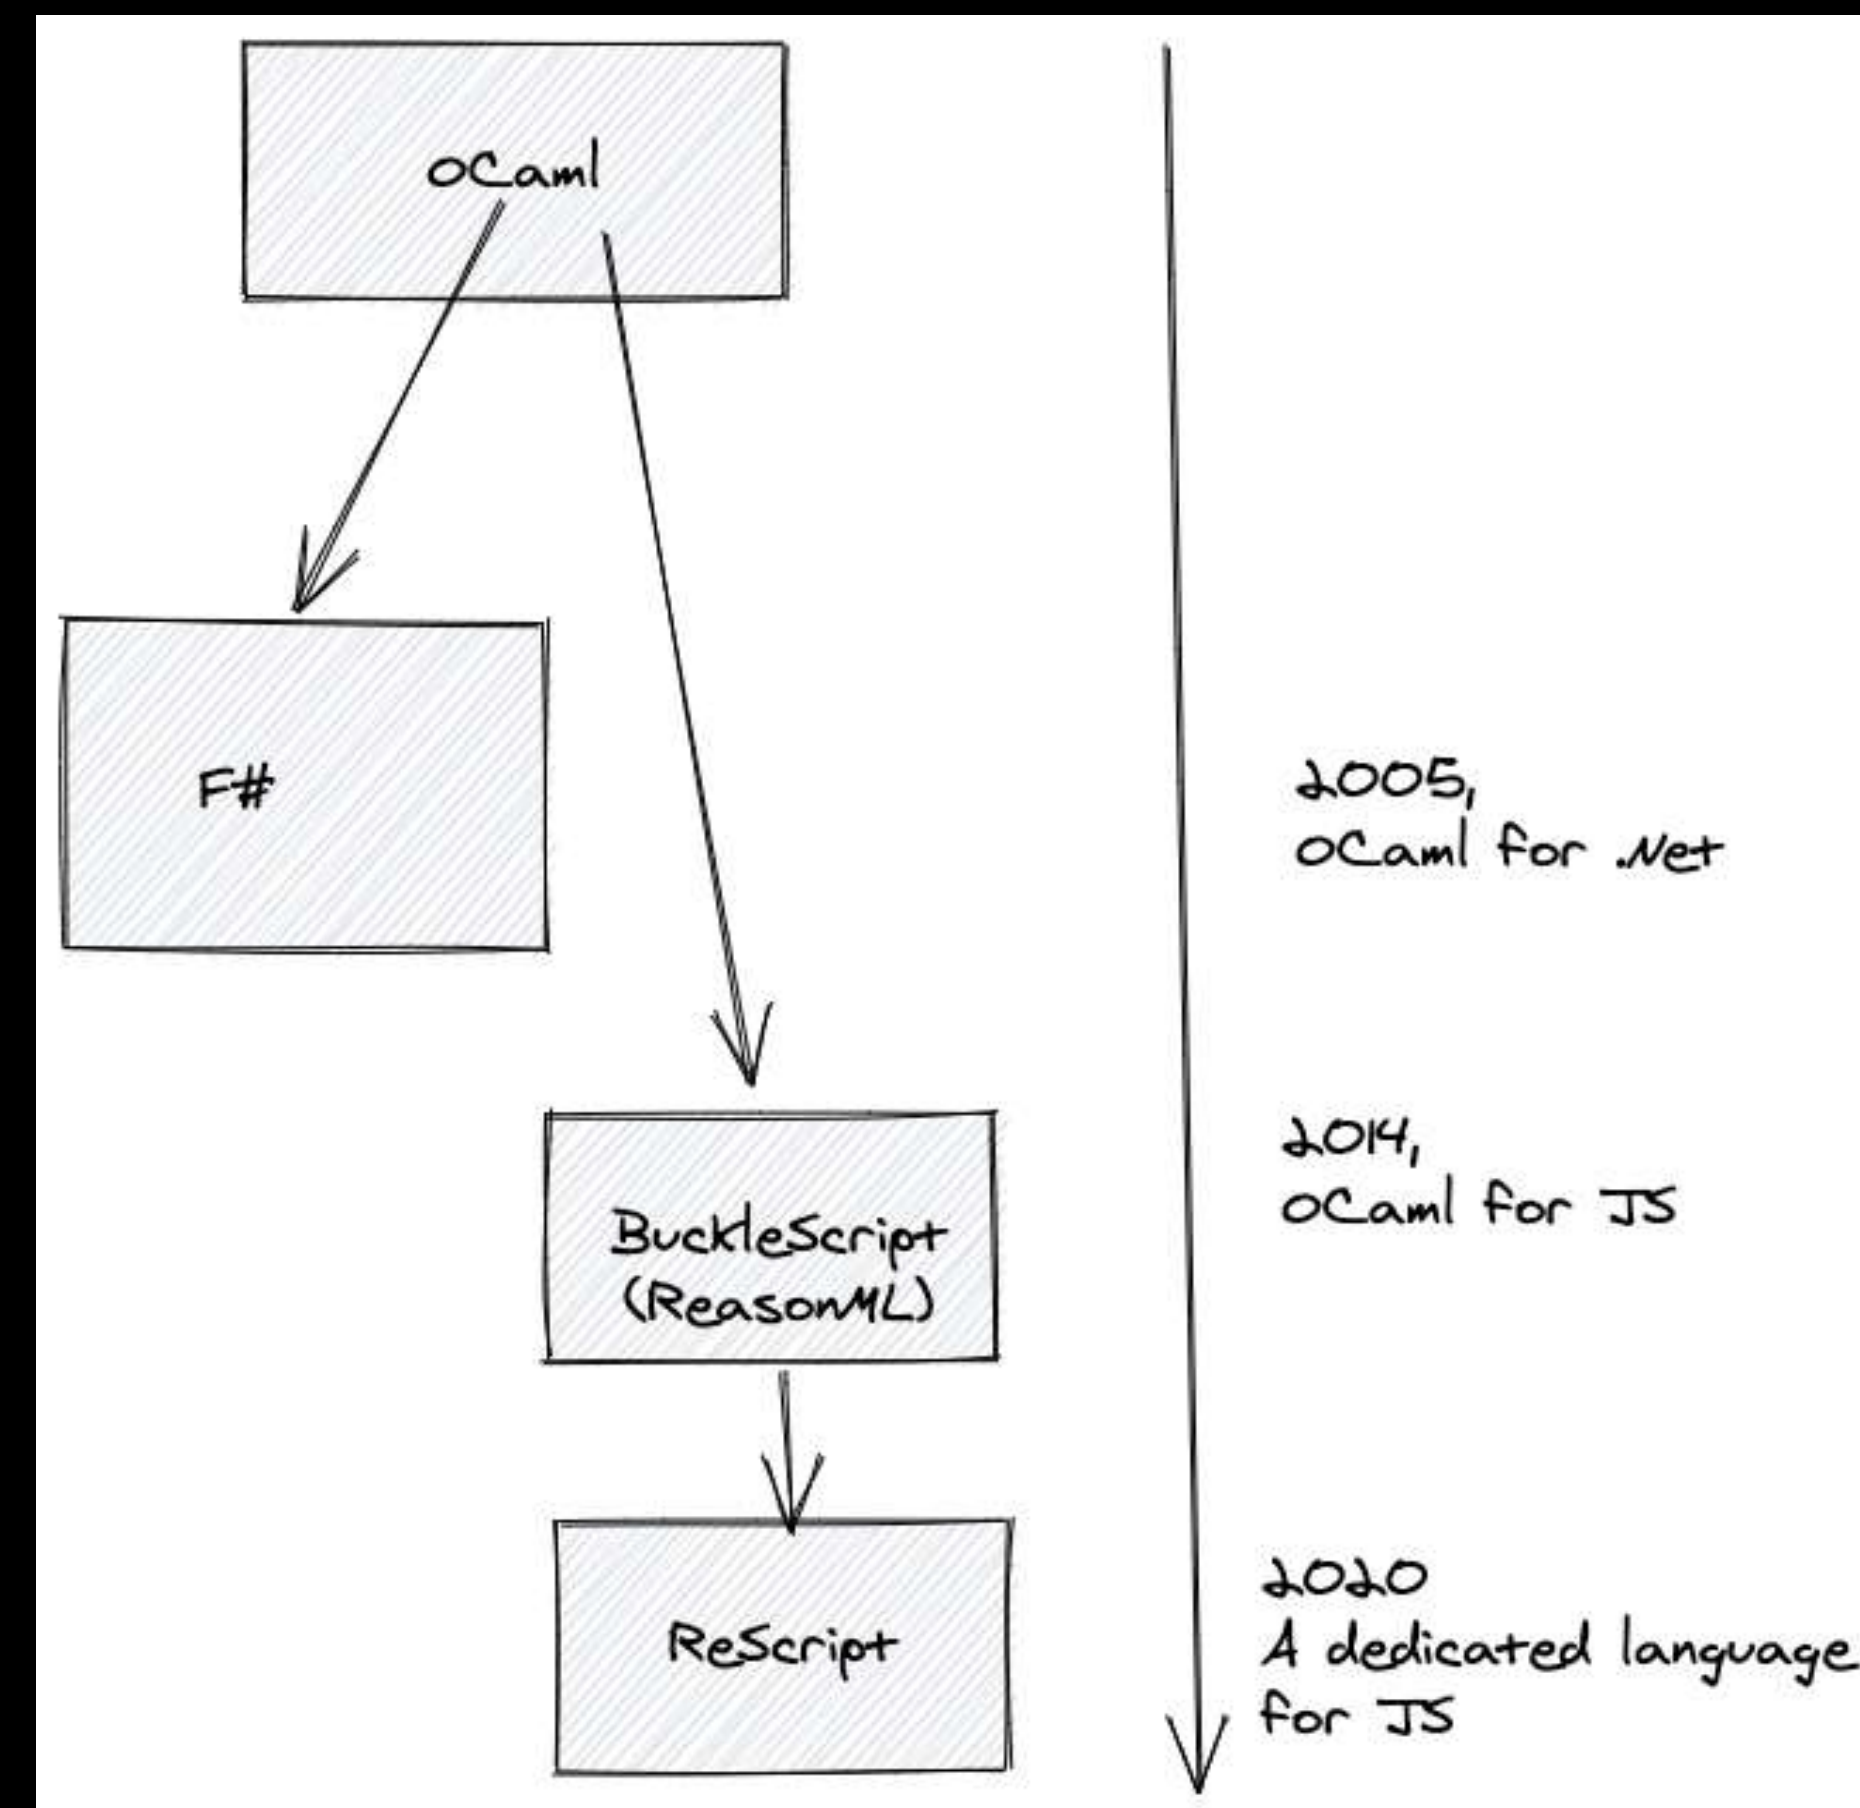 OCaml
F#
2005,
OCaml for .Net
2014,
OCaml for JS
BuckleScript
(ReasonML)
2020
A dedicated language
for JS
ReScript